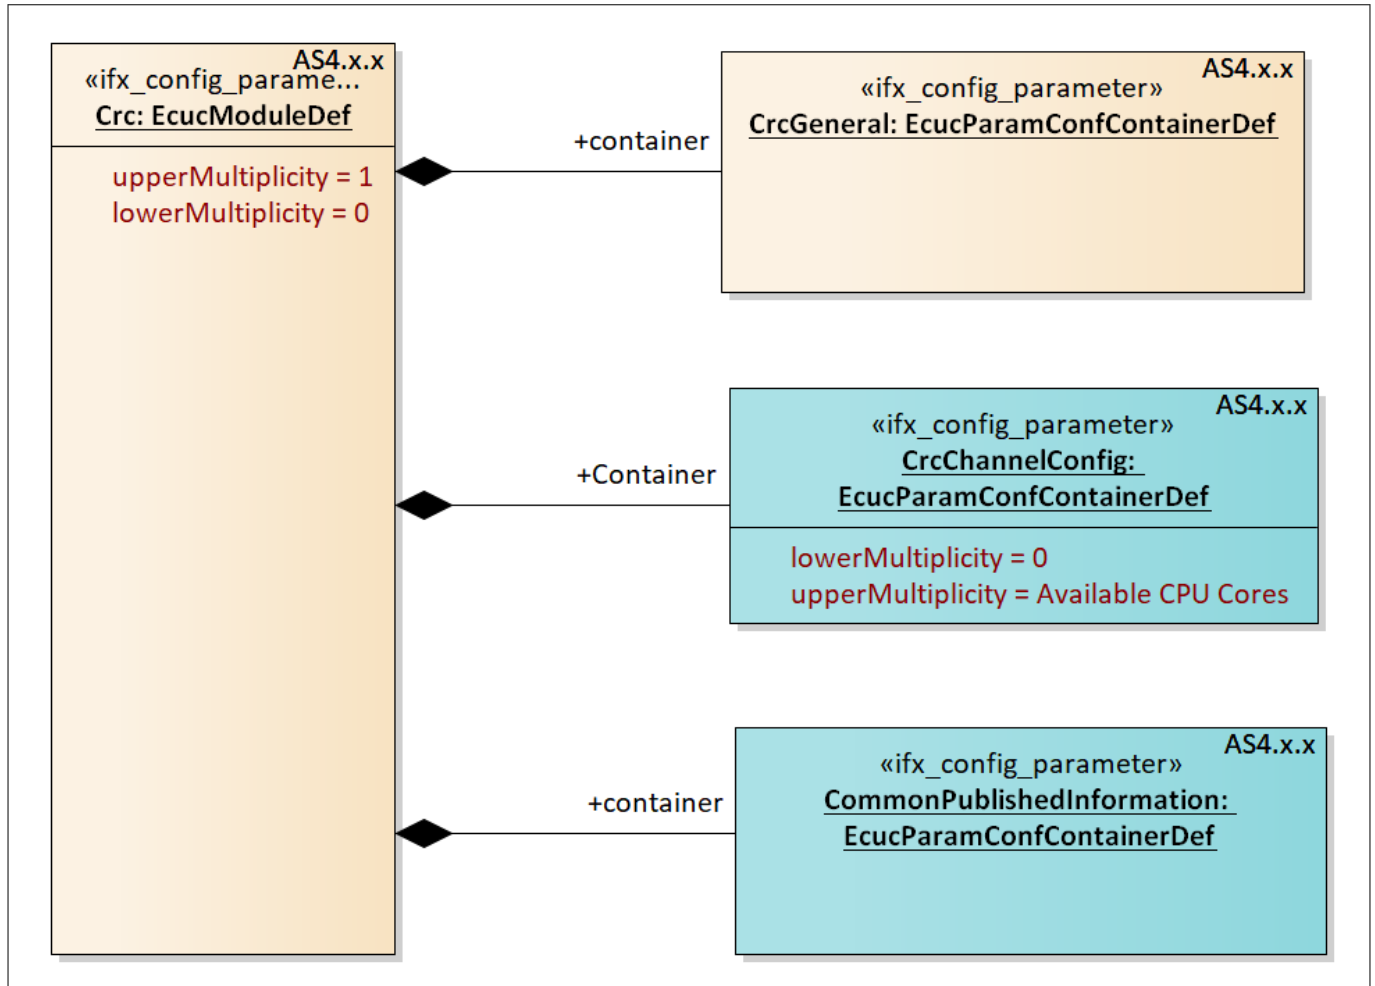 AS4.x.x
«ifx_config_parame...
Crc: EcucModuleDef
upperMultiplicity = 1
lowerMultiplicity = 0
+container
AS4.x.x
«ifx_config_parameter»
CrcGeneral: EcucParamConfContainerDef
+Container
AS4.x.x
«ifx_config_parameter»
CrcChannelConfig:
EcucParamConfContainerDef
lowerMultiplicity = 0
upperMultiplicity = Available CPU Cores
+container
AS4.x.x
«ifx_config_parameter»
CommonPublishedInformation:
EcucParamConfContainerDef